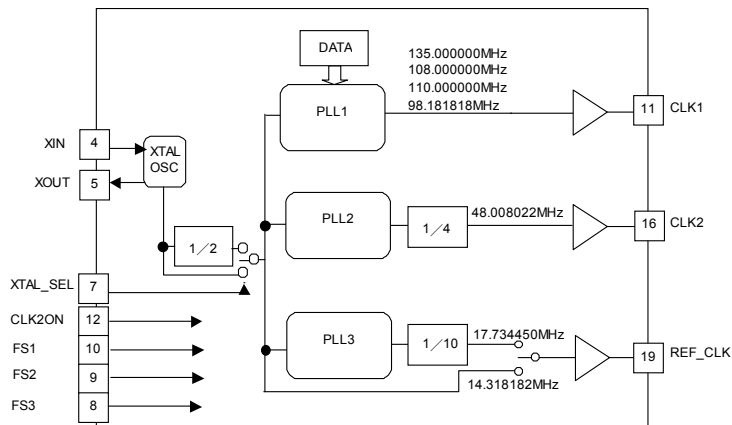 DATA
135.000000MHz
108.000000MHz
110.000000MHz
98.181818MHz
PLL1
11 CLK1
XIN 4
XTAL
OSC
XOUT 5
PLL2
1/4
48.008022MHz
16 CLK2
1/2
XTAL_SEL 7
CLK2ON 12
FS1 10
FS2 9
FS3 8
PLL3
1/10
17.734450MHz
14.318182MHz
19 REF_CLK